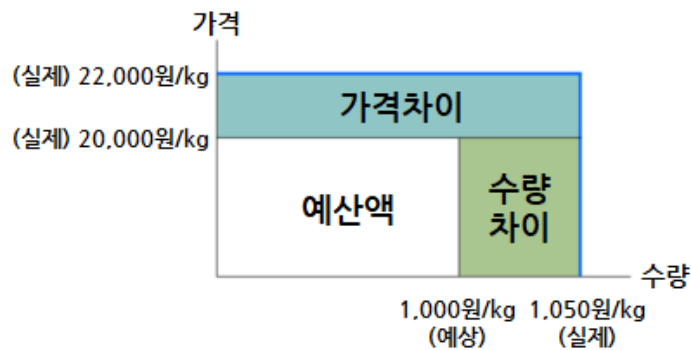 가격
(실제) 22,000원/kg
가격차이
(실제) 20,000원/kg
예산액
수량
차이
수량
1,000원/kg
(예상)
1,050원/kg
(실제)